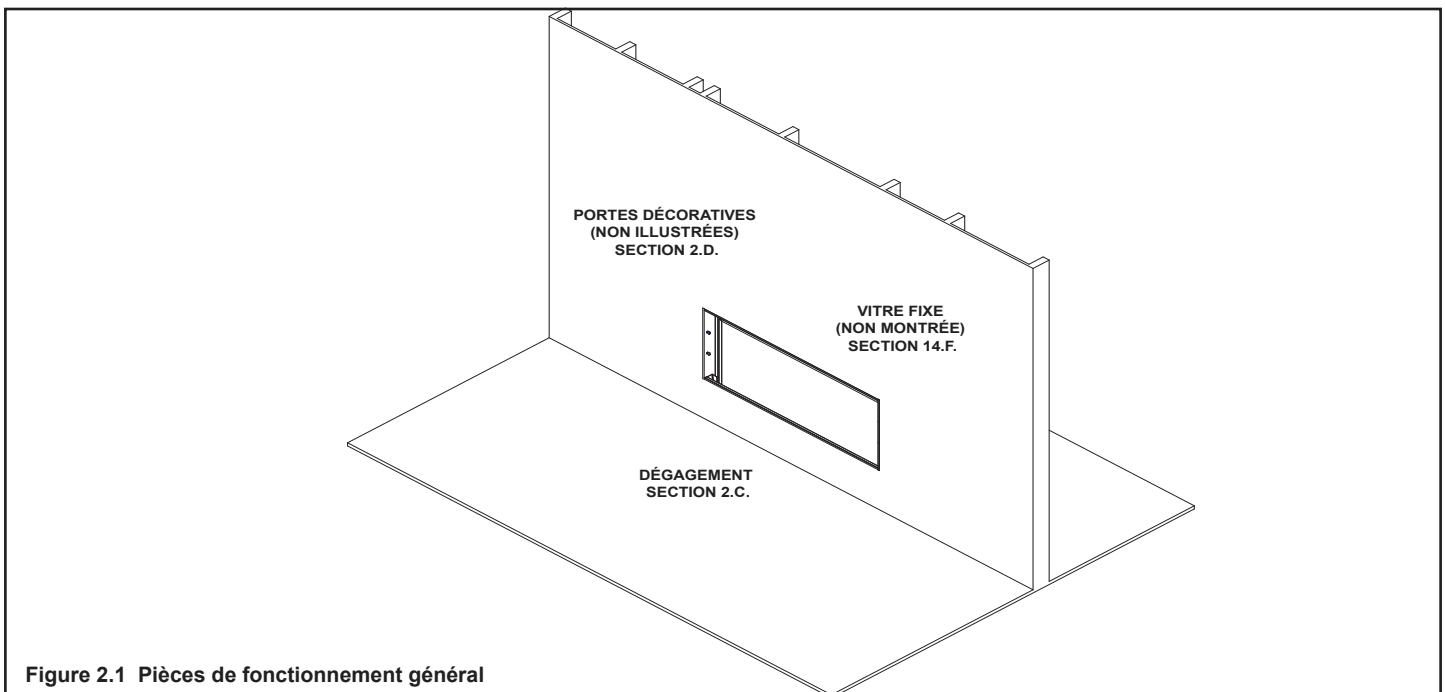 PORTES DÉCORATIVES
(NON ILLUSTRÉES)
SECTION 2.D.
VITRE FIXE
(NON MONTRÉE)
SECTION 14.F.
DÉGAGEMENT
SECTION 2.C.
Figure 2.1 Pièces de fonctionnement général